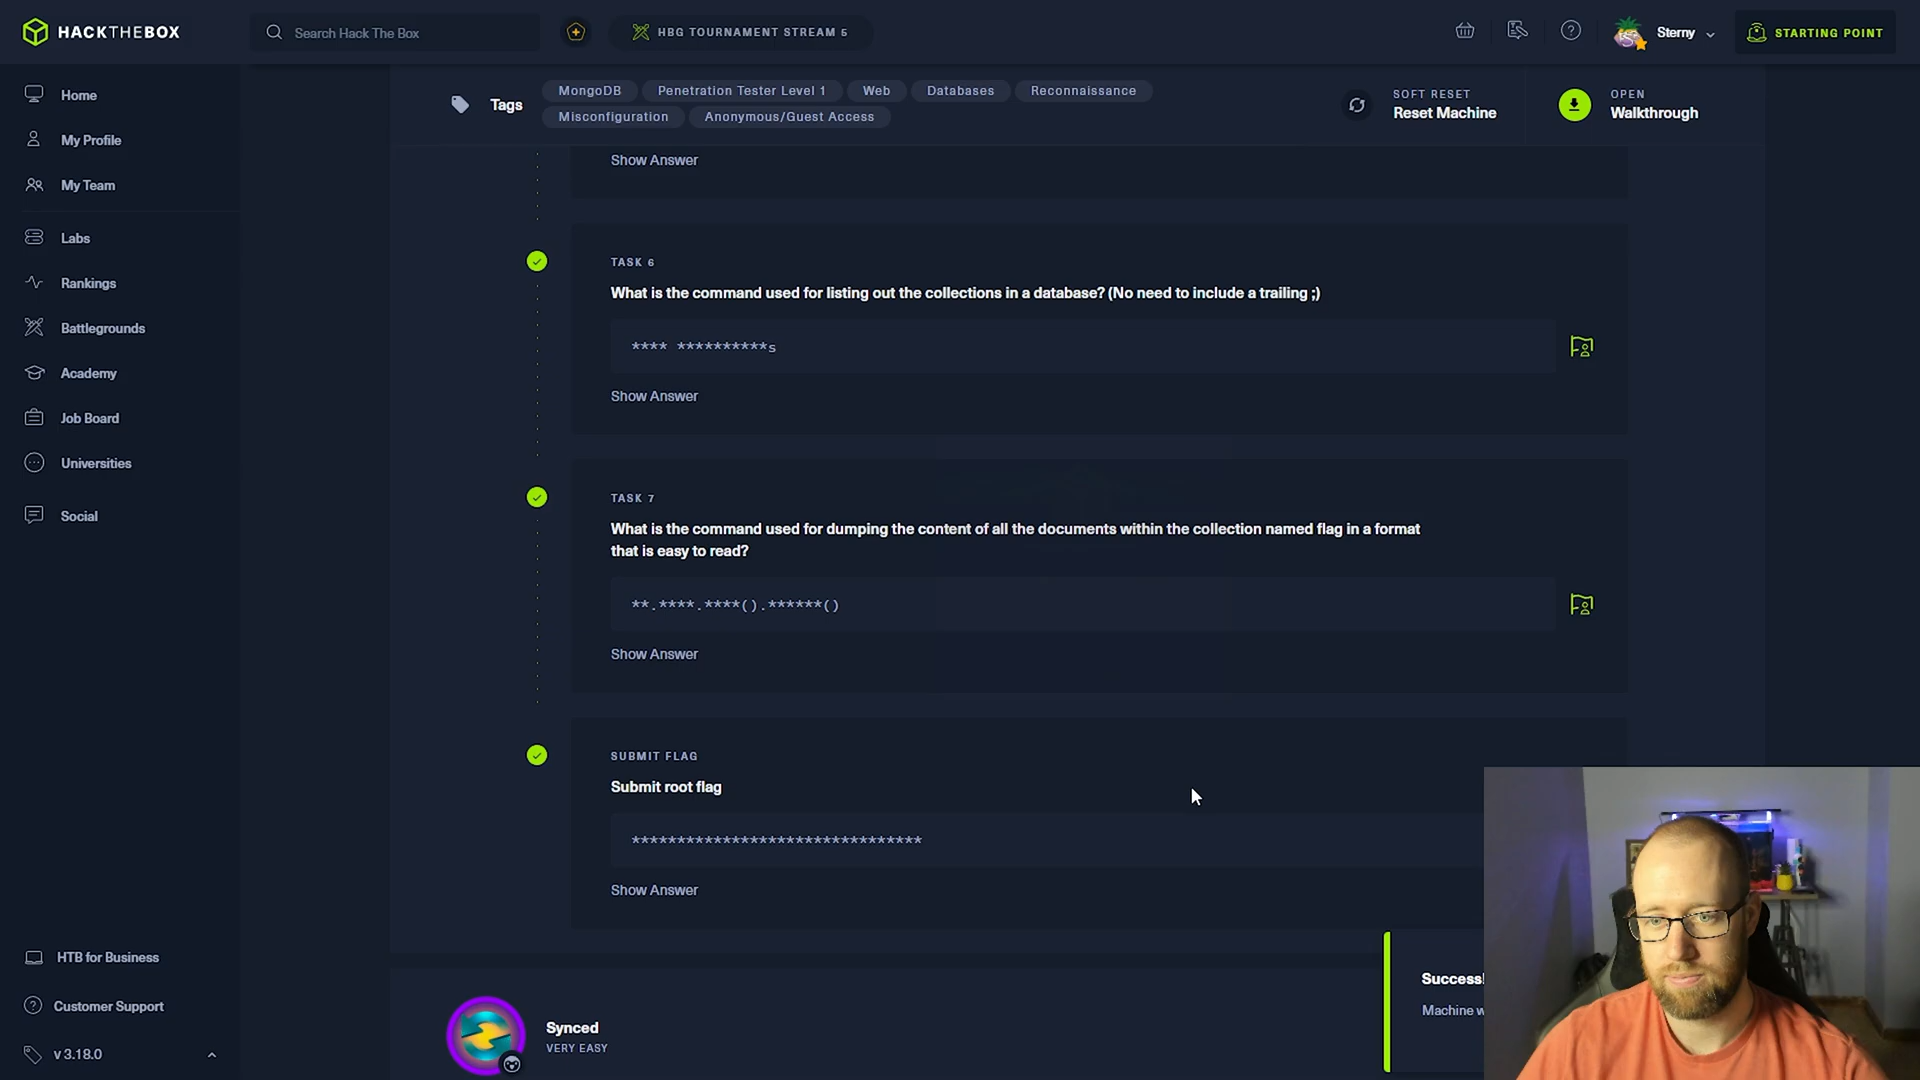 HACKTHEBOX
Search Hack The Box
HBG TOURNAMENT STREAM 5
Sterny
STARTING POINT
Home
My Profile
My Team
Labs
Rankings
Battlegrounds
Academy
Job Board
Universities
Social
HTB for Business
Customer Support
v 3.18.0
Tags
MongoDB
Penetration Tester Level 1
Web
Databases
Reconnaissance
Misconfiguration
Anonymous/Guest Access
SOFT RESET
Reset Machine
OPEN
Walkthrough
Show Answer
TASK 6
What is the command used for listing out the collections in a database? (No need to include a trailing ;)
**** **********s
Show Answer
TASK 7
What is the command used for dumping the content of all the documents within the collection named flag in a format
that is easy to read?
**.****.****().******()
Show Answer
SUBMIT FLAG
Submit root flag
********************************
Show Answer
Synced
VERY EASY
Success!
Machine w